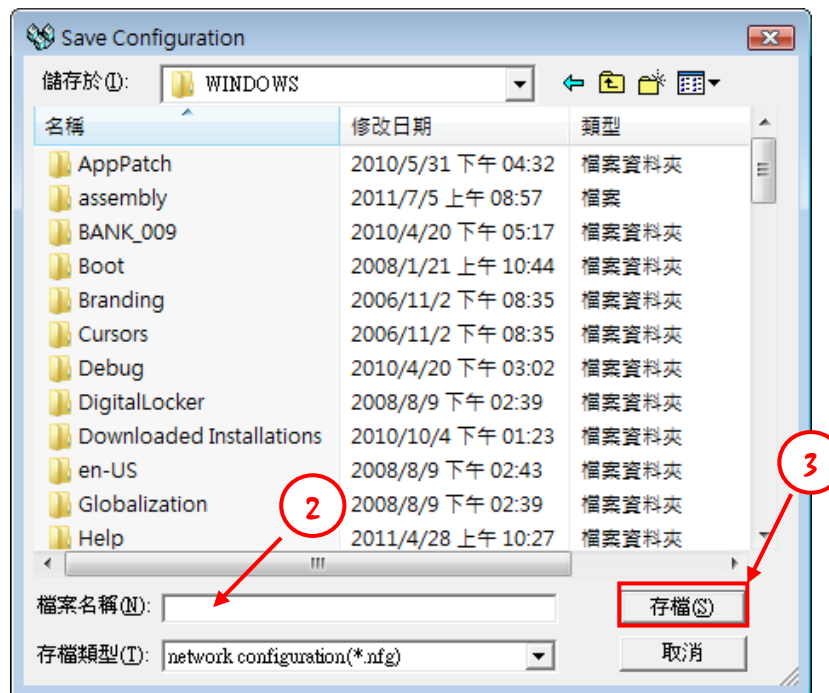 Save Configuration
儲存於(I): WINDOWS
名稱 修改日期 類型
AppPatch 2010/5/31 下午 04:32 檔案資料夾
assembly 2011/7/5 上午 08:57 檔案
BANK_009 2010/4/20 下午 05:17 檔案資料夾
Boot 2008/1/21 上午 10:44 檔案資料夾
Branding 2006/11/2 下午 08:35 檔案資料夾
Cursors 2006/11/2 下午 08:35 檔案資料夾
Debug 2010/4/20 下午 03:02 檔案資料夾
DigitalLocker 2008/8/9 下午 02:39 檔案資料夾
Downloaded Installations 2010/10/4 下午 01:23 檔案資料夾
en-US 2008/8/9 下午 02:43 檔案資料夾
3
Globalization 2008/8/9 下午 02:39 檔案資料夾
2
Help 2011/4/28 上午 10:27 檔案資料夾
檔案名稱(N): 存檔(S)
存檔類型(T): network configuration(*.nfg) 取消